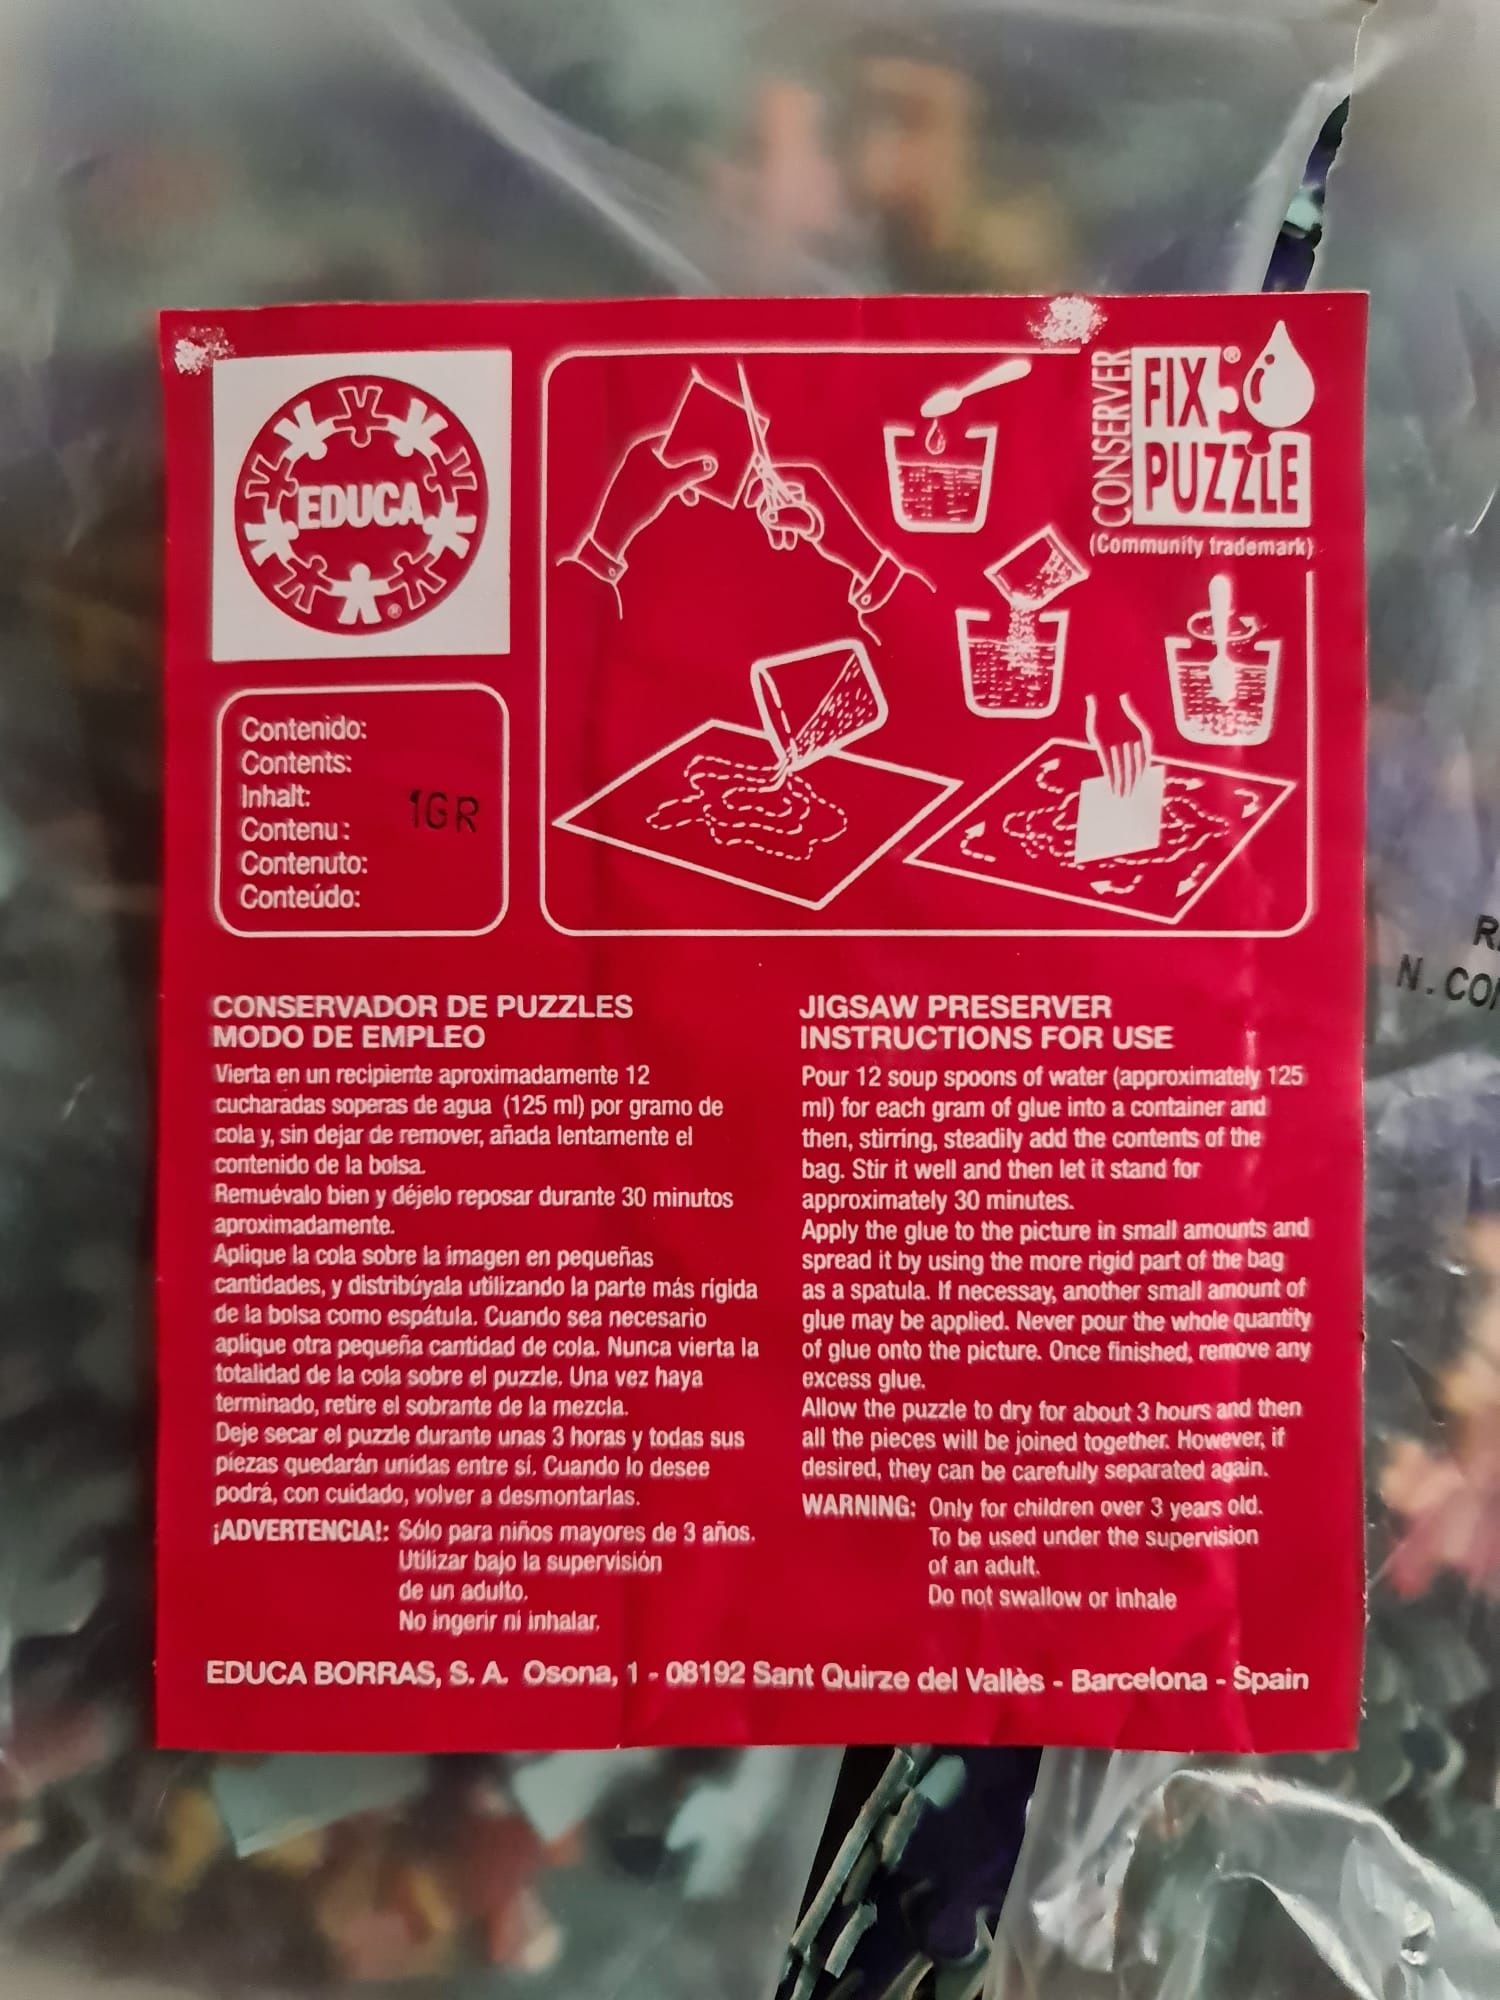 EDUCA
®
CONSERVER
FIX®
PUZZLE
(Community trademark)
Contenido:
Contents:
Inhalt:
Contenu:
Contenuto:
Conteúdo:
1GR
CONSERVADOR DE PUZZLES
MODO DE EMPLEO
Vierta en un recipiente aproximadamente 12
cucharadas soperas de agua (125 ml) por gramo de
cola y, sin dejar de remover, añada lentamente el
contenido de la bolsa.
Remuévalo bien y déjelo reposar durante 30 minutos
aproximadamente.
Aplique la cola sobre la imagen en pequeñas
cantidades, y distribúyala utilizando la parte más rígida
de la bolsa como espátula. Cuando sea necesario
aplique otra pequeña cantidad de cola. Nunca vierta la
totalidad de la cola sobre el puzzle. Una vez haya
terminado, retire el sobrante de la mezcla.
Deje secar el puzzle durante unas 3 horas y todas sus
piezas quedarán unidas entre sí. Cuando lo desee
podrá, con cuidado, volver a desmontarlas.
¡ADVERTENCIA!: Sólo para niños mayores de 3 años.
Utilizar bajo la supervisión
de un adulto.
No ingerir ni inhalar.
JIGSAW PRESERVER
INSTRUCTIONS FOR USE
Pour 12 soup spoons of water (approximately 125
ml) for each gram of glue into a container and
then, stirring, steadily add the contents of the
bag. Stir it well and then let it stand for
approximately 30 minutes.
Apply the glue to the picture in small amounts and
spread it by using the more rigid part of the bag
as a spatula. If necessay, another small amount of
glue may be applied. Never pour the whole quantity
of glue onto the picture. Once finished, remove any
excess glue.
Allow the puzzle to dry for about 3 hours and then
all the pieces will be joined together. However, if
desired, they can be carefully separated again.
WARNING: Only for children over 3 years old.
To be used under the supervision
of an adult.
Do not swallow or inhale
EDUCA BORRAS, S. A. Osona, 1 - 08192 Sant Quirze del Vallès - Barcelona - Spain